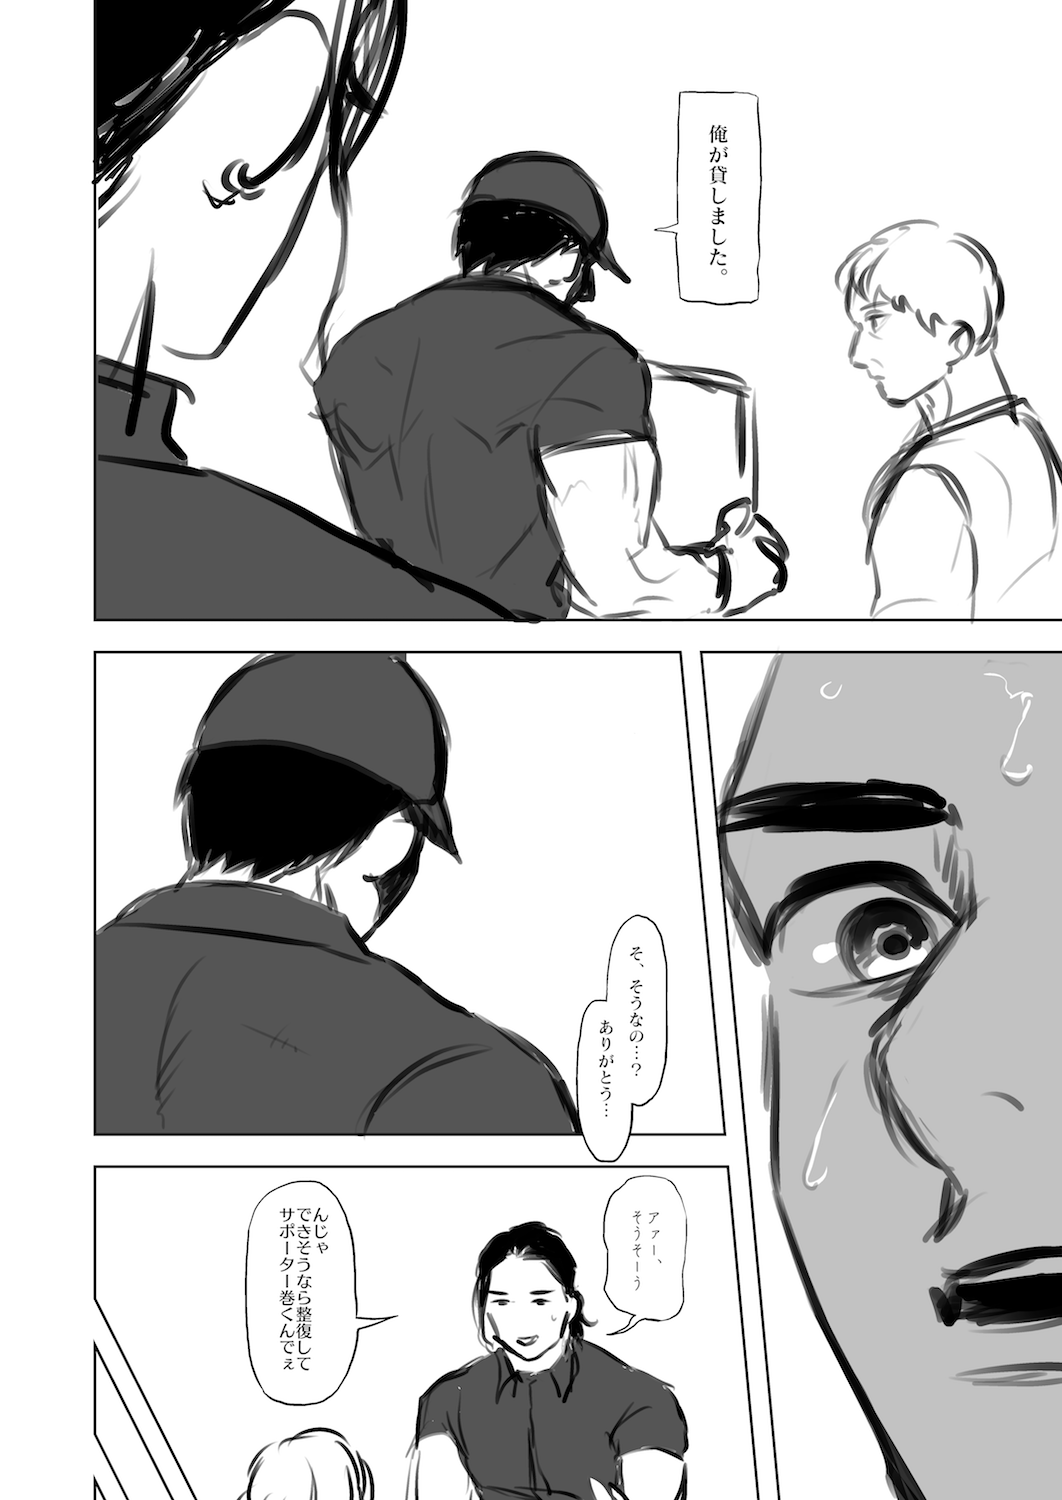 俺が貸しました。
そ、そうなの…？
ありがとう…
アァー、
そうそーう
んじゃ
できそうなら整復して
サポーター巻くんでぇ